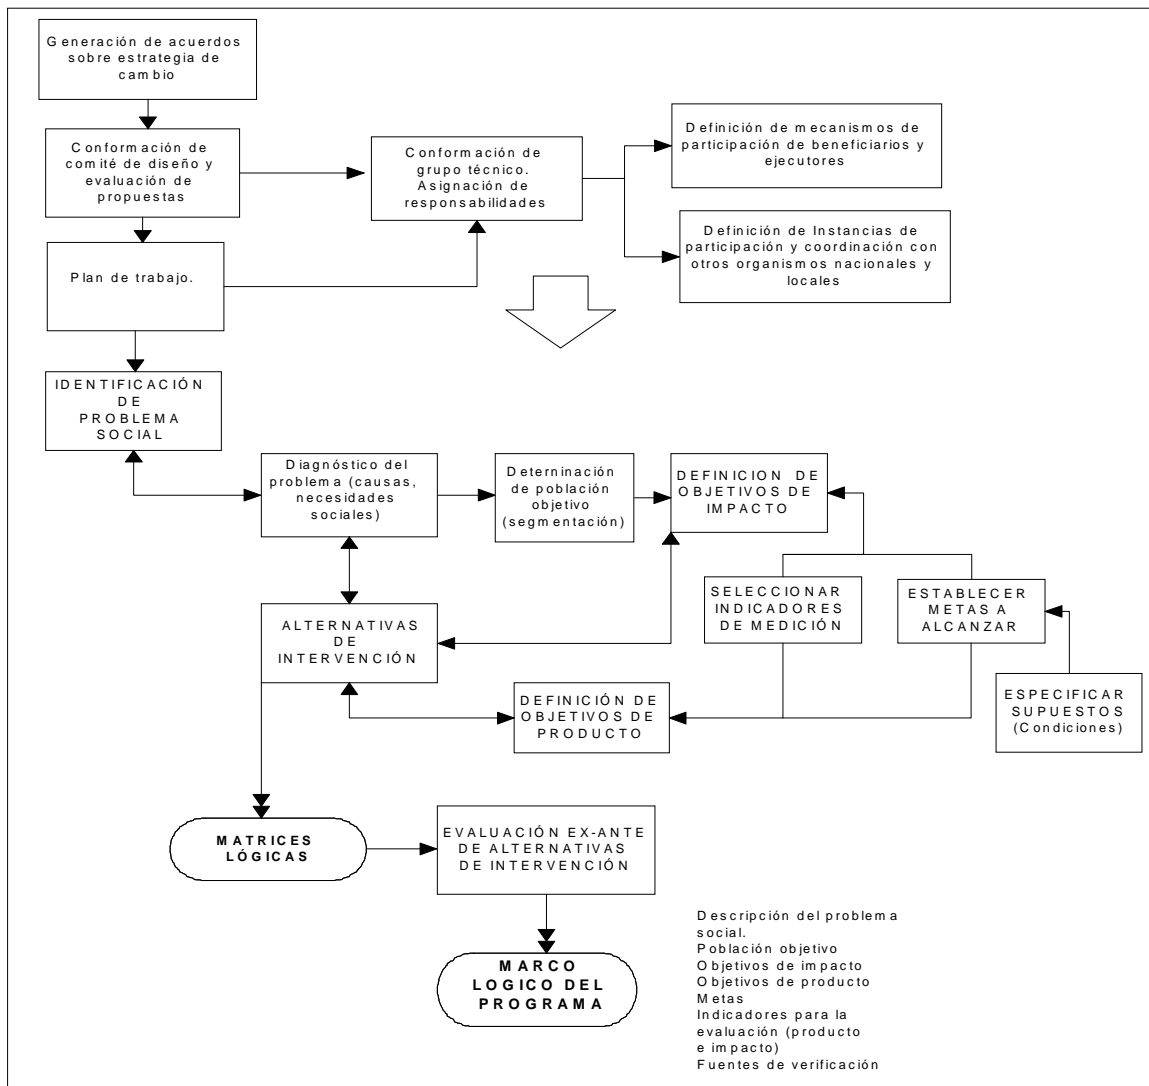 Generación de acuerdos
sobre estrategia de
cambio
Conformación de
comité de diseño y
evaluación de
propuestas
Conformación de
grupo técnico.
Asignación de
responsabilidades
Definición de mecanismos de
participación de beneficiarios y
ejecutores
Definición de Instancias de
participación y coordinación con
otros organismos nacionales y
locales
Plan de trabajo.
IDENTIFICACIÓN
DE
PROBLEMA
SOCIAL
Diagnóstico del
problema (causas,
necesidades
sociales)
Deterninación
de población
objetivo
(segmentación)
DEFINICION DE
OBJETIVOS DE
IMPACTO
SELECCIONAR
INDICADORES
DE MEDICIÓN
ESTABLECER
METAS A
ALCANZAR
ALTERNATIVAS
DE
INTERVENCIÓN
DEFINICIÓN DE
OBJETIVOS DE
PRODUCTO
ESPECIFICAR
SUPUESTOS
(Condiciones)
MATRICES
LÓGICAS
EVALUACIÓN EX-ANTE
DE ALTERNATIVAS
DE INTERVENCIÓN
MARCO
LOGICO DEL
PROGRAMA
Descripción del problema
social.
Población objetivo
Objetivos de impacto
Objetivos de producto
Metas
Indicadores para la
evaluación (producto
e impacto)
Fuentes de verificación